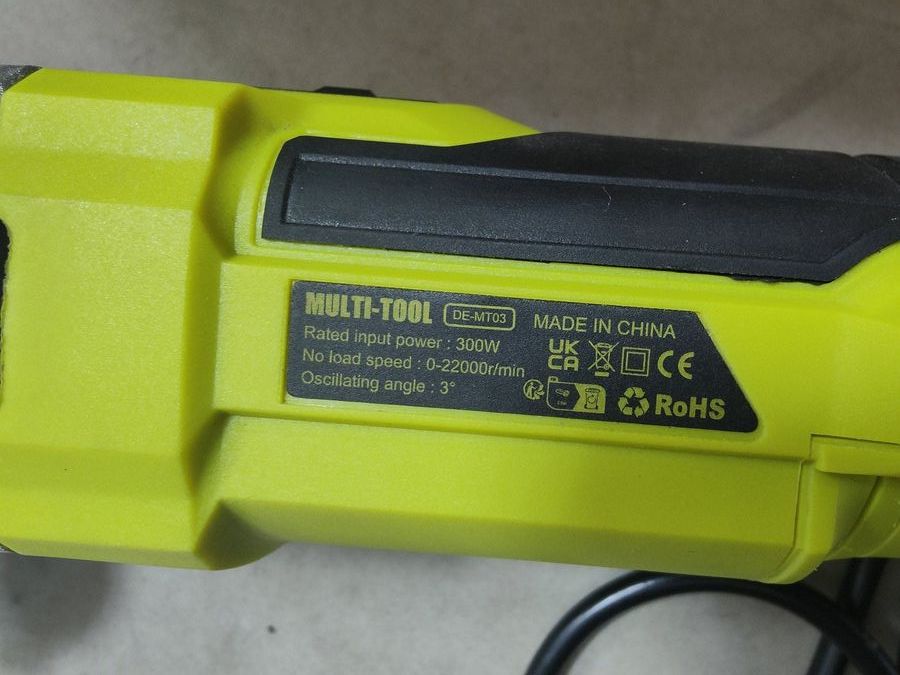 MULTI-TOOL DE-MT03
Rated input power : 300W
No load speed : 0-22000r/min
Oscillating angle : 3°
MADE IN CHINA
UK
CA CE
RoHS